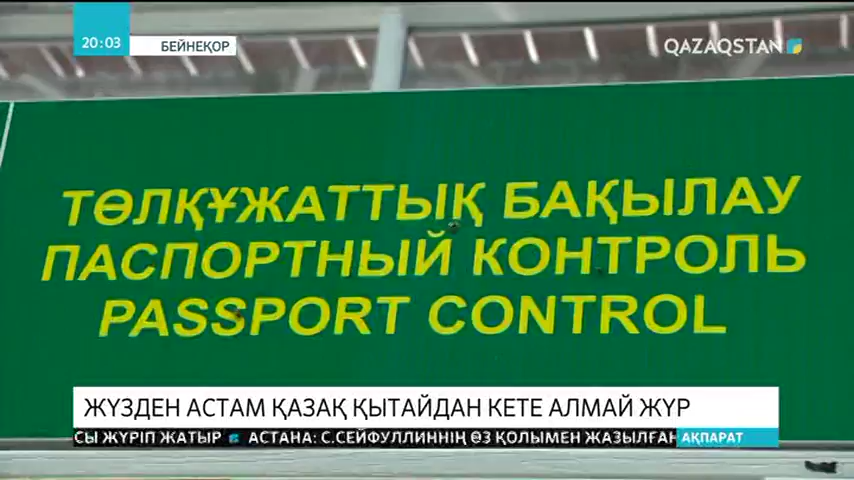 20:03
БЕЙНЕҚОР
QAZAQSTAN
ТӨЛҚҰЖАТТЫҚ БАҚЫЛАУ
ПАСПОРТНЫЙ КОНТРОЛЬ
PASSPORT CONTROL
ЖҮЗДЕН АСТАМ ҚАЗАҚ ҚЫТАЙДАН КЕТЕ АЛМАЙ ЖҮР
СЫ ЖҮРІП ЖАТЫР АСТАНА: С.СЕЙФУЛЛИННІҢ ӨЗ ҚОЛЫМЕН ЖАЗЫЛҒАН АҚПАРАТ